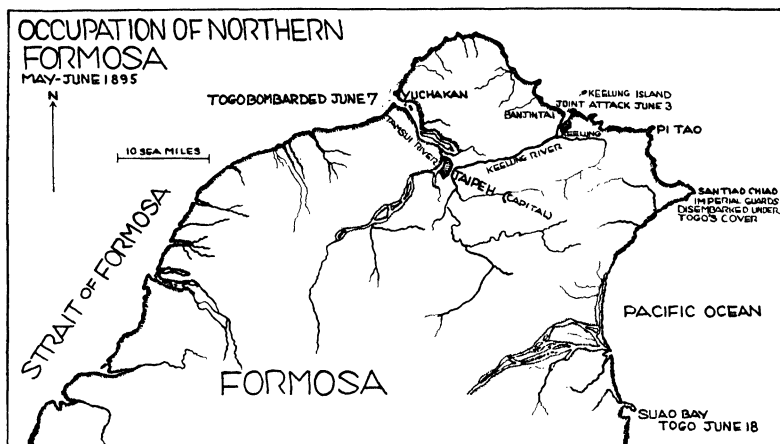 OCCUPATION OF NORTHERN
FORMOSA
MAY-JUNE 1895
N
10 SEA MILES
TOGO BOMBARDED JUNE 7
YUCHAKAN
KEELUNG ISLAND
JOINT ATTACK JUNE 3
BANJINTAI
KEELUNG
PI TAO
TAMSUI RIVER
KEELUNG RIVER
TAIPEH (CAPITAL)
SANTIAO CHIAO
IMPERIAL GUARDS
DISEMBARKED UNDER
TOGO'S COVER
STRAIT OF FORMOSA
PACIFIC OCEAN
FORMOSA
SUAO BAY
TOGO JUNE 18